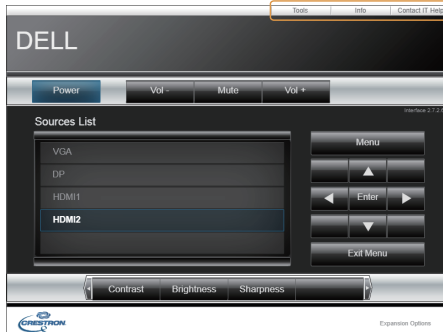 Tools Info Contact IT Help
DELL
Power Vol - Mute Vol +
Interface 2.7.2.6
Sources List
VGA
DP
HDMI1
HDMI2
Menu
Enter
Exit Menu
Contrast Brightness Sharpness
CRESTRON
Expansion Options